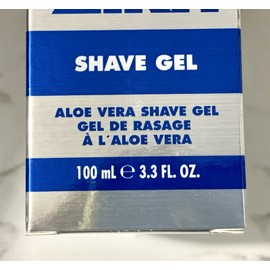 SHAVE GEL
ALOE VERA SHAVE GEL
GEL DE RASAGE
À L'ALOE VERA
100 mL ℮ 3.3 FL. OZ.